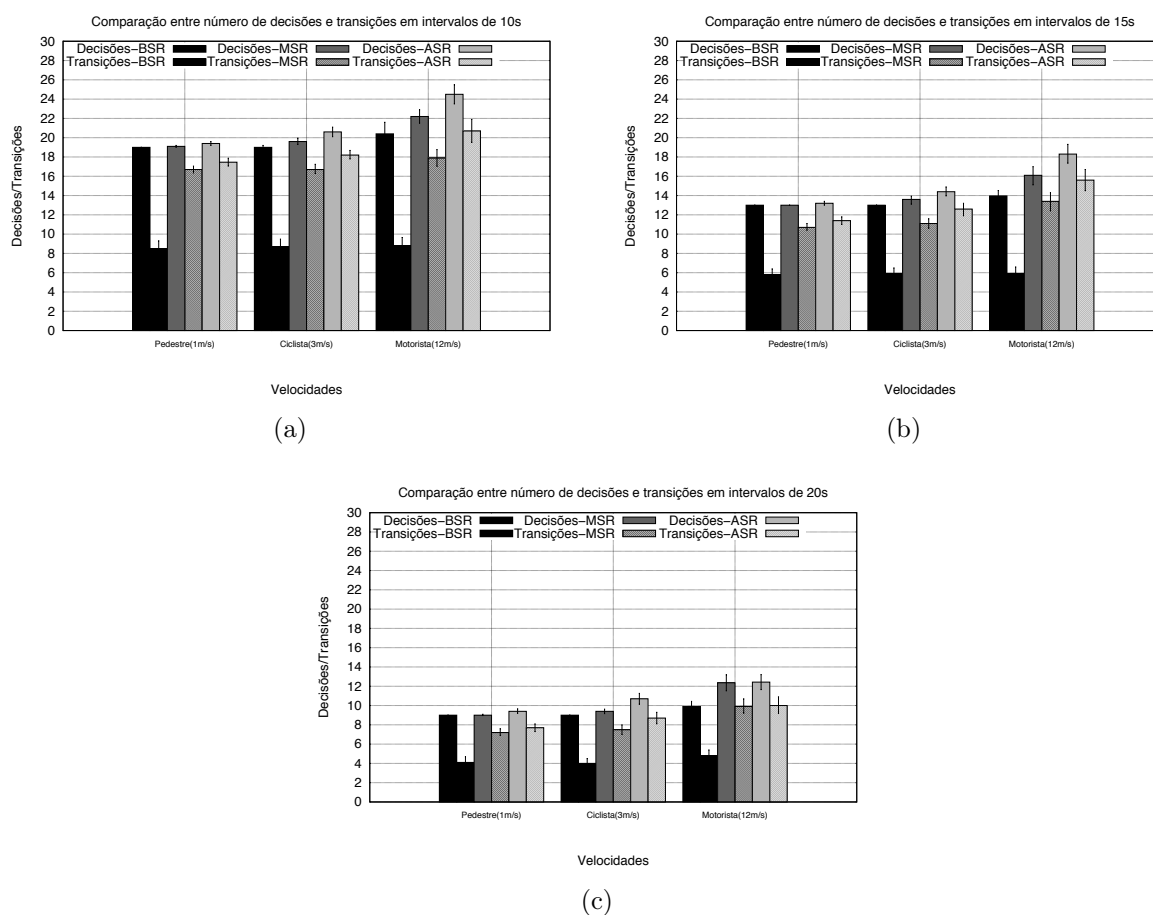 Comparação entre número de decisões e transições em intervalos de 10s
Decisões/Transições
30
28
26
24
22
20
18
16
14
12
10
8
6
4
2
0
Decisões−BSR Decisões−MSR Decisões−ASR
Transições−BSR Transições−MSR Transições−ASR
Pedestre(1m/s) Ciclista(3m/s) Motorista(12m/s)
Velocidades
(a)
Comparação entre número de decisões e transições em intervalos de 15s
Decisões/Transições
30
28
26
24
22
20
18
16
14
12
10
8
6
4
2
0
Decisões−BSR Decisões−MSR Decisões−ASR
Transições−BSR Transições−MSR Transições−ASR
Pedestre(1m/s) Ciclista(3m/s) Motorista(12m/s)
Velocidades
(b)
Comparação entre número de decisões e transições em intervalos de 20s
Decisões/Transições
30
28
26
24
22
20
18
16
14
12
10
8
6
4
2
0
Decisões−BSR Decisões−MSR Decisões−ASR
Transições−BSR Transições−MSR Transições−ASR
Pedestre(1m/s) Ciclista(3m/s) Motorista(12m/s)
Velocidades
(c)